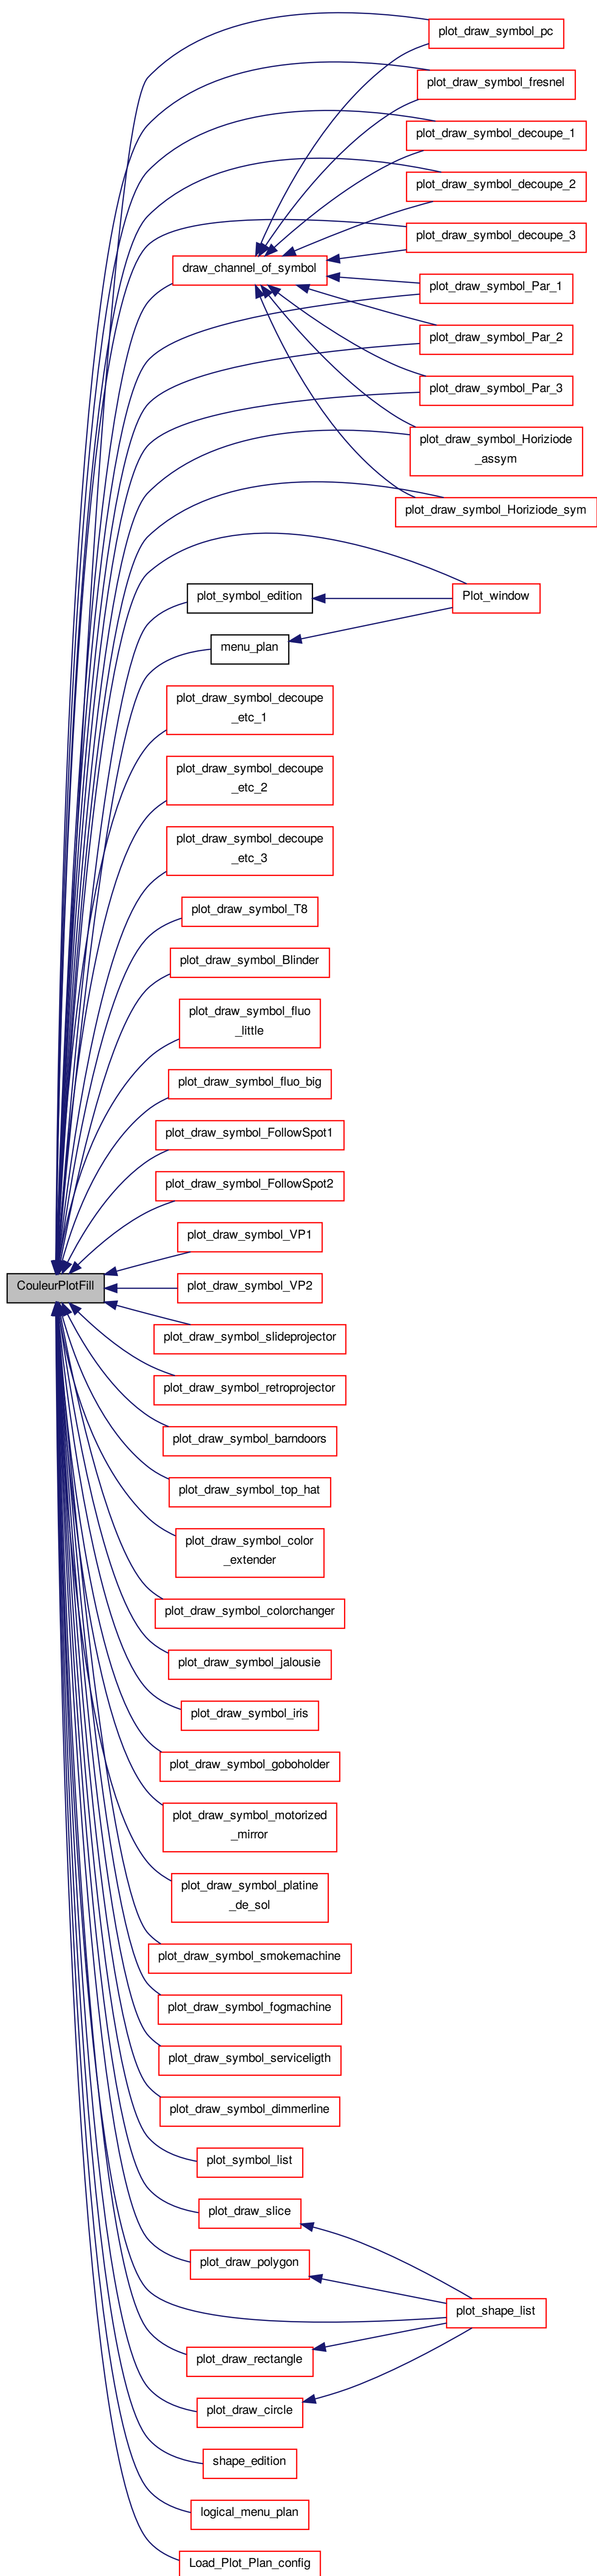 plot_draw_symbol_pc
plot_draw_symbol_fresnel
plot_draw_symbol_decoupe_1
plot_draw_symbol_decoupe_2
plot_draw_symbol_decoupe_3
draw_channel_of_symbol
plot_draw_symbol_Par_1
plot_draw_symbol_Par_2
plot_draw_symbol_Par_3
plot_draw_symbol_Horiziode
_assym
plot_draw_symbol_Horiziode_sym
plot_symbol_edition
Plot_window
menu_plan
plot_draw_symbol_decoupe
_etc_1
plot_draw_symbol_decoupe
_etc_2
plot_draw_symbol_decoupe
_etc_3
plot_draw_symbol_T8
plot_draw_symbol_Blinder
plot_draw_symbol_fluo
_little
plot_draw_symbol_fluo_big
plot_draw_symbol_FollowSpot1
plot_draw_symbol_FollowSpot2
plot_draw_symbol_VP1
CouleurPlotFill
plot_draw_symbol_VP2
plot_draw_symbol_slideprojector
plot_draw_symbol_retroprojector
plot_draw_symbol_barndoors
plot_draw_symbol_top_hat
plot_draw_symbol_color
_extender
plot_draw_symbol_colorchanger
plot_draw_symbol_jalousie
plot_draw_symbol_iris
plot_draw_symbol_goboholder
plot_draw_symbol_motorized
_mirror
plot_draw_symbol_platine
_de_sol
plot_draw_symbol_smokemachine
plot_draw_symbol_fogmachine
plot_draw_symbol_serviceligth
plot_draw_symbol_dimmerline
plot_symbol_list
plot_draw_slice
plot_draw_polygon
plot_shape_list
plot_draw_rectangle
plot_draw_circle
shape_edition
logical_menu_plan
Load_Plot_Plan_config